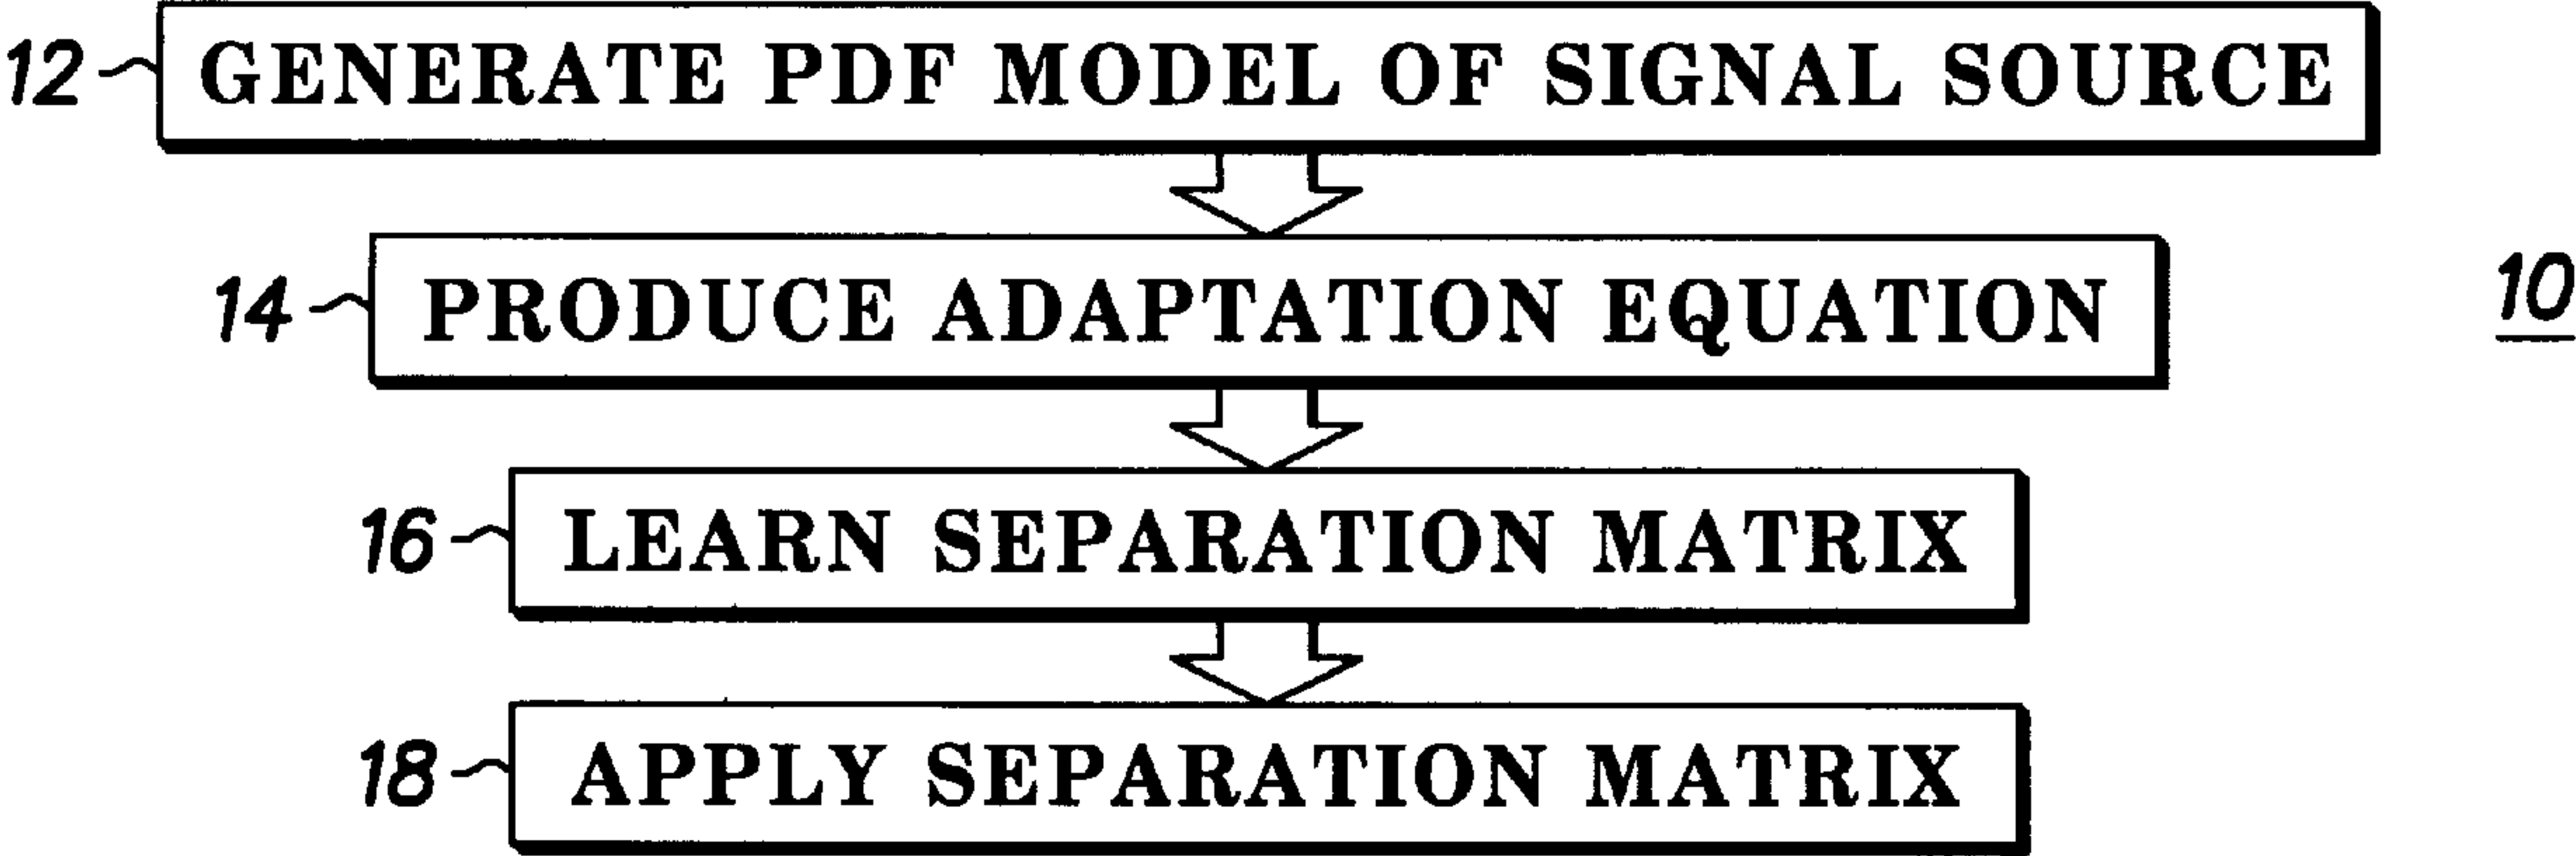 12 GENERATE PDF MODEL OF SIGNAL SOURCE
14 PRODUCE ADAPTATION EQUATION
10
16 LEARN SEPARATION MATRIX
18 APPLY SEPARATION MATRIX